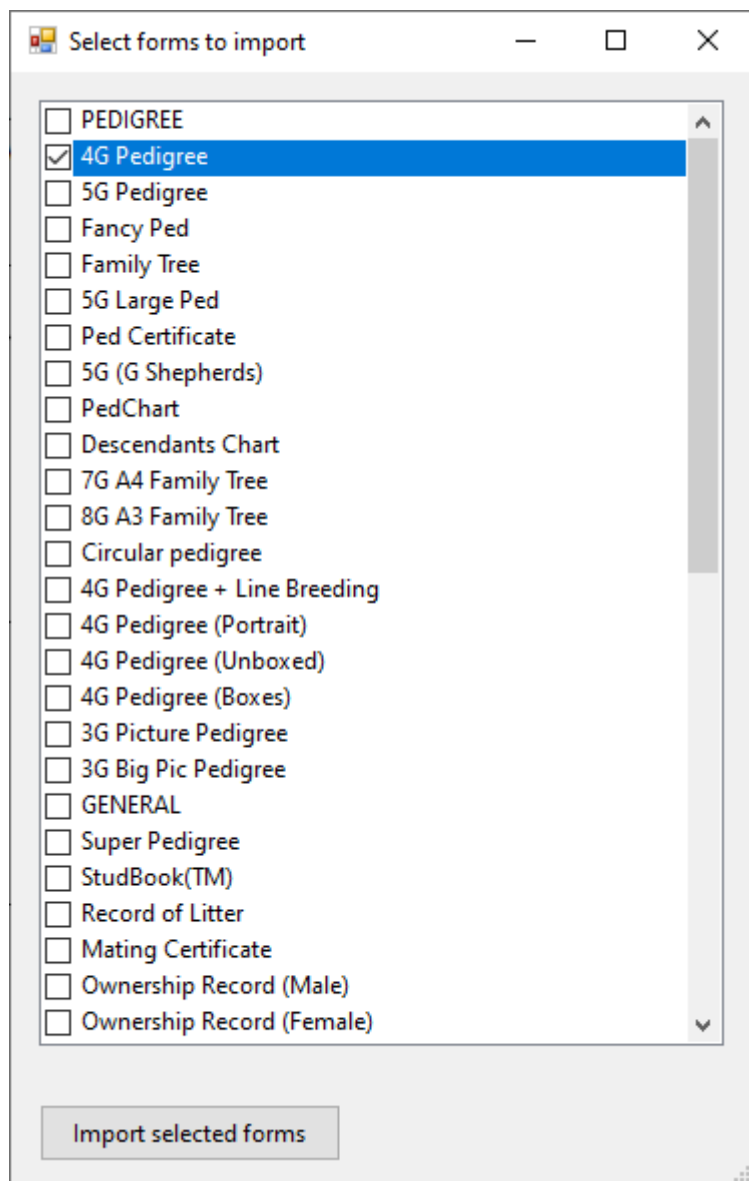 Select forms to import
PEDIGREE
4G Pedigree
5G Pedigree
Fancy Ped
Family Tree
5G Large Ped
Ped Certificate
5G (G Shepherds)
PedChart
Descendants Chart
7G A4 Family Tree
8G A3 Family Tree
Circular pedigree
4G Pedigree + Line Breeding
4G Pedigree (Portrait)
4G Pedigree (Unboxed)
4G Pedigree (Boxes)
3G Picture Pedigree
3G Big Pic Pedigree
GENERAL
Super Pedigree
StudBook(TM)
Record of Litter
Mating Certificate
Ownership Record (Male)
Ownership Record (Female)
Import selected forms